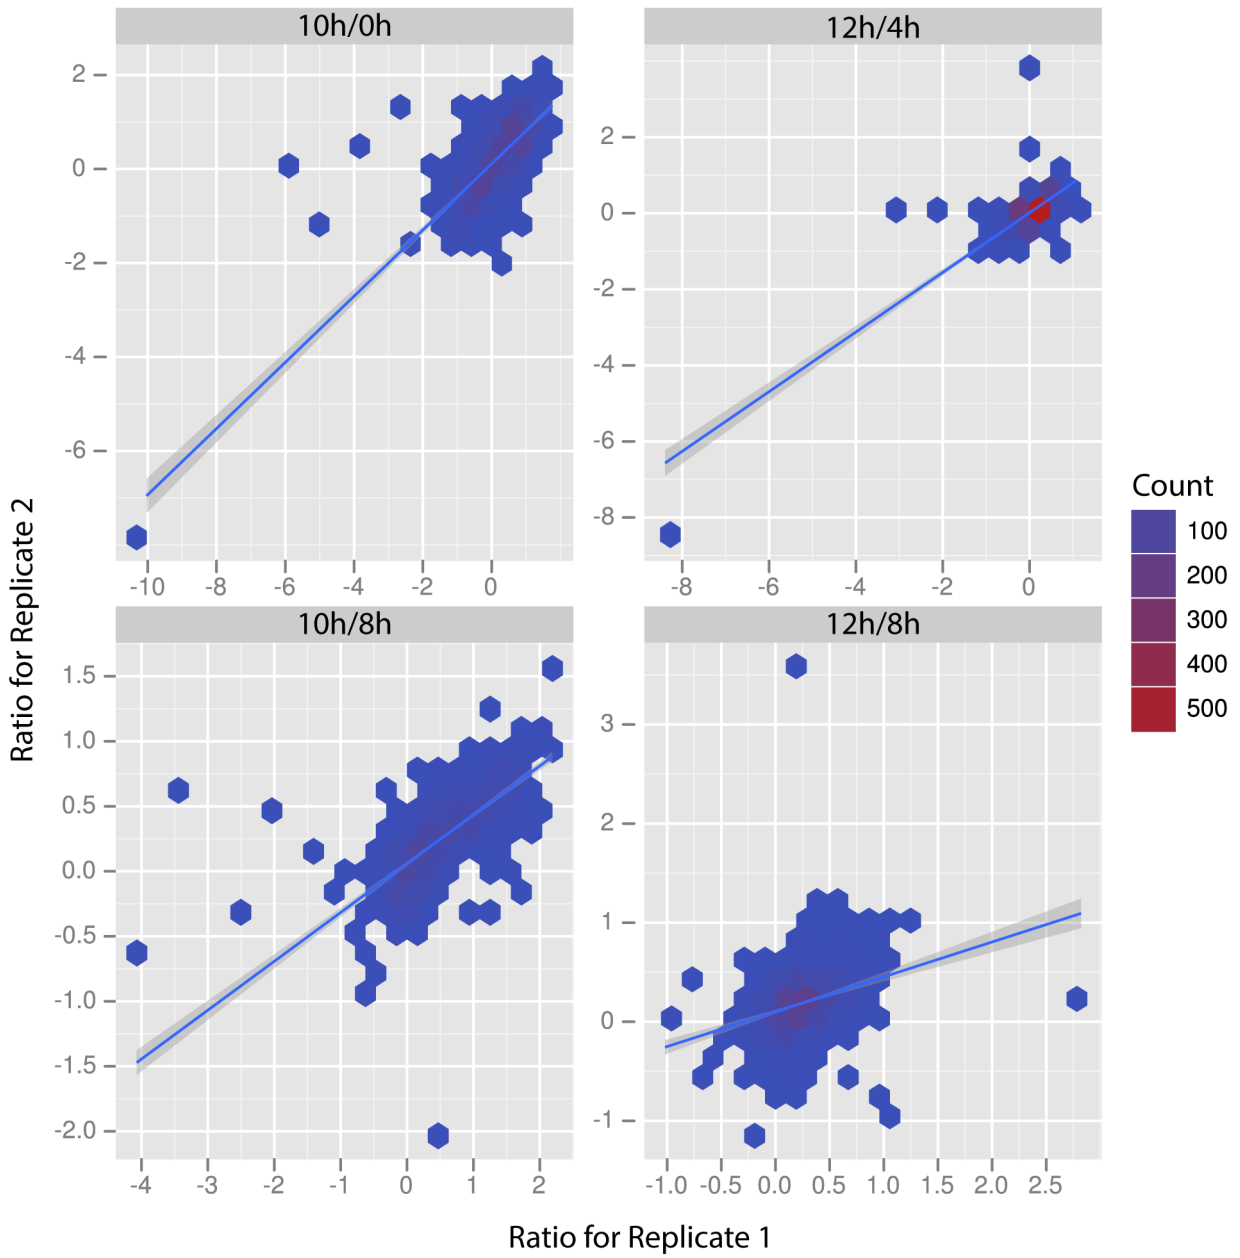 10h/0h
12h/4h
2
0
-2
-4
-6
-10 -8 -6 -4 -2 0
2
0
-2
-4
-6
-8
-8 -6 -4 -2 0
10h/8h
12h/8h
1.5
1.0
0.5
0.0
-0.5
-1.0
-1.5
-2.0
-4 -3 -2 -1 0 1 2
3
2
1
0
-1
-1.0 -0.5 0.0 0.5 1.0 1.5 2.0 2.5
Ratio for Replicate 2
Ratio for Replicate 1
Count
100
200
300
400
500